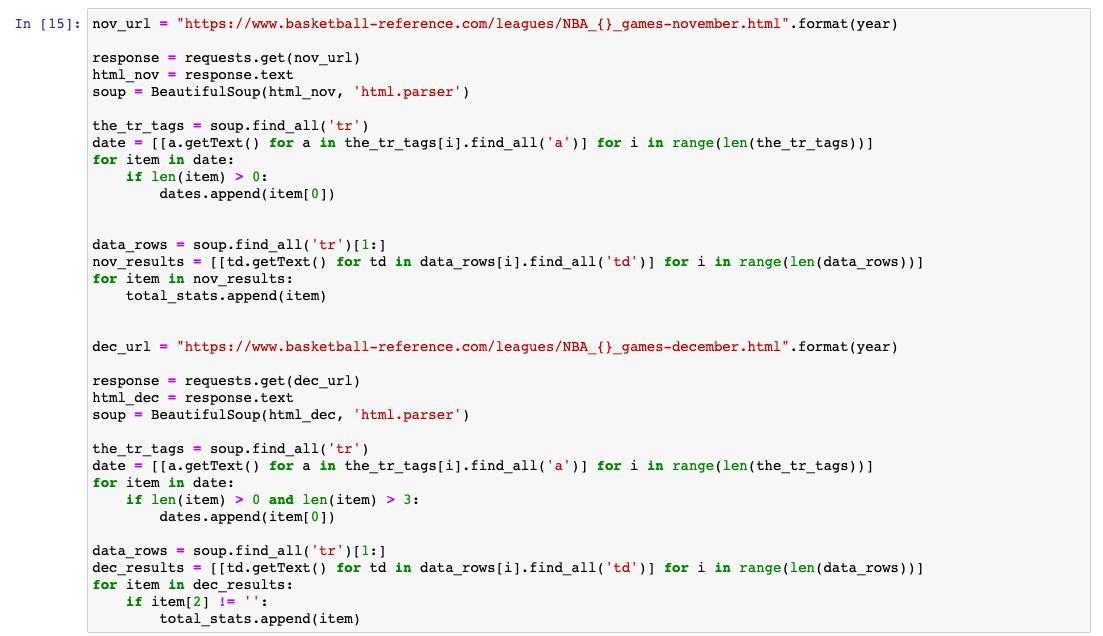 In [15]: nov_url = "https://www.basketball-reference.com/leagues/NBA_{}_games-november.html".format(year)
response = requests.get(nov_url)
html_nov = response.text
soup = BeautifulSoup(html_nov, 'html.parser')
the_tr_tags = soup.find_all('tr')
date = [[a.getText() for a in the_tr_tags[i].find_all('a')] for i in range(len(the_tr_tags))]
for item in date:
    if len(item) > 0:
        dates.append(item[0])
data_rows = soup.find_all('tr')[1:]
nov_results = [[td.getText() for td in data_rows[i].find_all('td')] for i in range(len(data_rows))]
for item in nov_results:
    total_stats.append(item)
dec_url = "https://www.basketball-reference.com/leagues/NBA_{}_games-december.html".format(year)
response = requests.get(dec_url)
html_dec = response.text
soup = BeautifulSoup(html_dec, 'html.parser')
the_tr_tags = soup.find_all('tr')
date = [[a.getText() for a in the_tr_tags[i].find_all('a')] for i in range(len(the_tr_tags))]
for item in date:
    if len(item) > 0 and len(item) > 3:
        dates.append(item[0])
data_rows = soup.find_all('tr')[1:]
dec_results = [[td.getText() for td in data_rows[i].find_all('td')] for i in range(len(data_rows))]
for item in dec_results:
    if item[2] != '':
        total_stats.append(item)